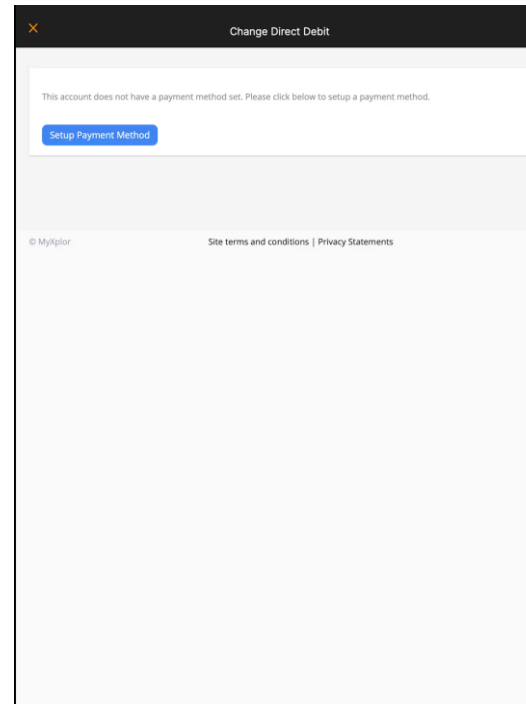 Change Direct Debit
This account does not have a payment method set. Please click below to setup a payment method.
Setup Payment Method
© MyXplor
Site terms and conditions | Privacy Statements